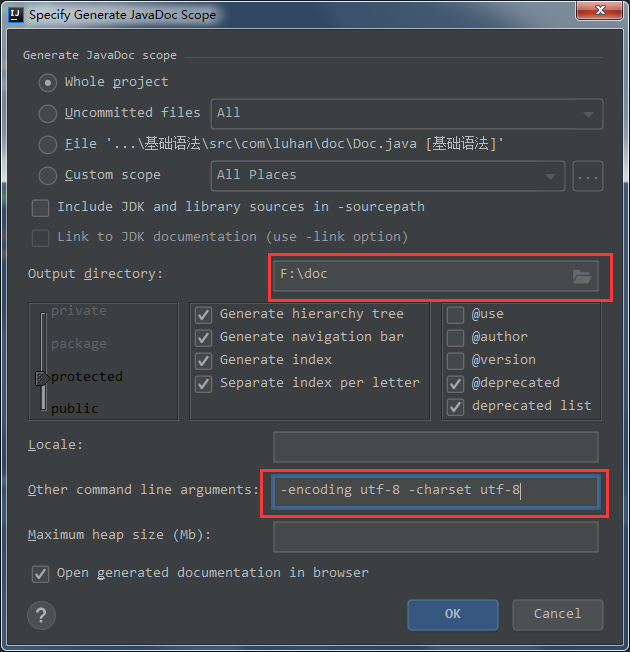 Specify Generate JavaDoc Scope
Generate JavaDoc scope
Whole project
Uncommitted files All
File '...\基础语法\src\com\luhan\doc\Doc.java [基础语法]'
Custom scope All Places ...
Include JDK and library sources in -sourcepath
Link to JDK documentation (use -link option)
Output directory: F:\doc
private
package
protected
public
Generate hierarchy tree
Generate navigation bar
Generate index
Separate index per letter
@use
@author
@version
@deprecated
deprecated list
Locale:
Other command line arguments: -encoding utf-8 -charset utf-8
Maximum heap size (Mb):
Open generated documentation in browser
? OK Cancel